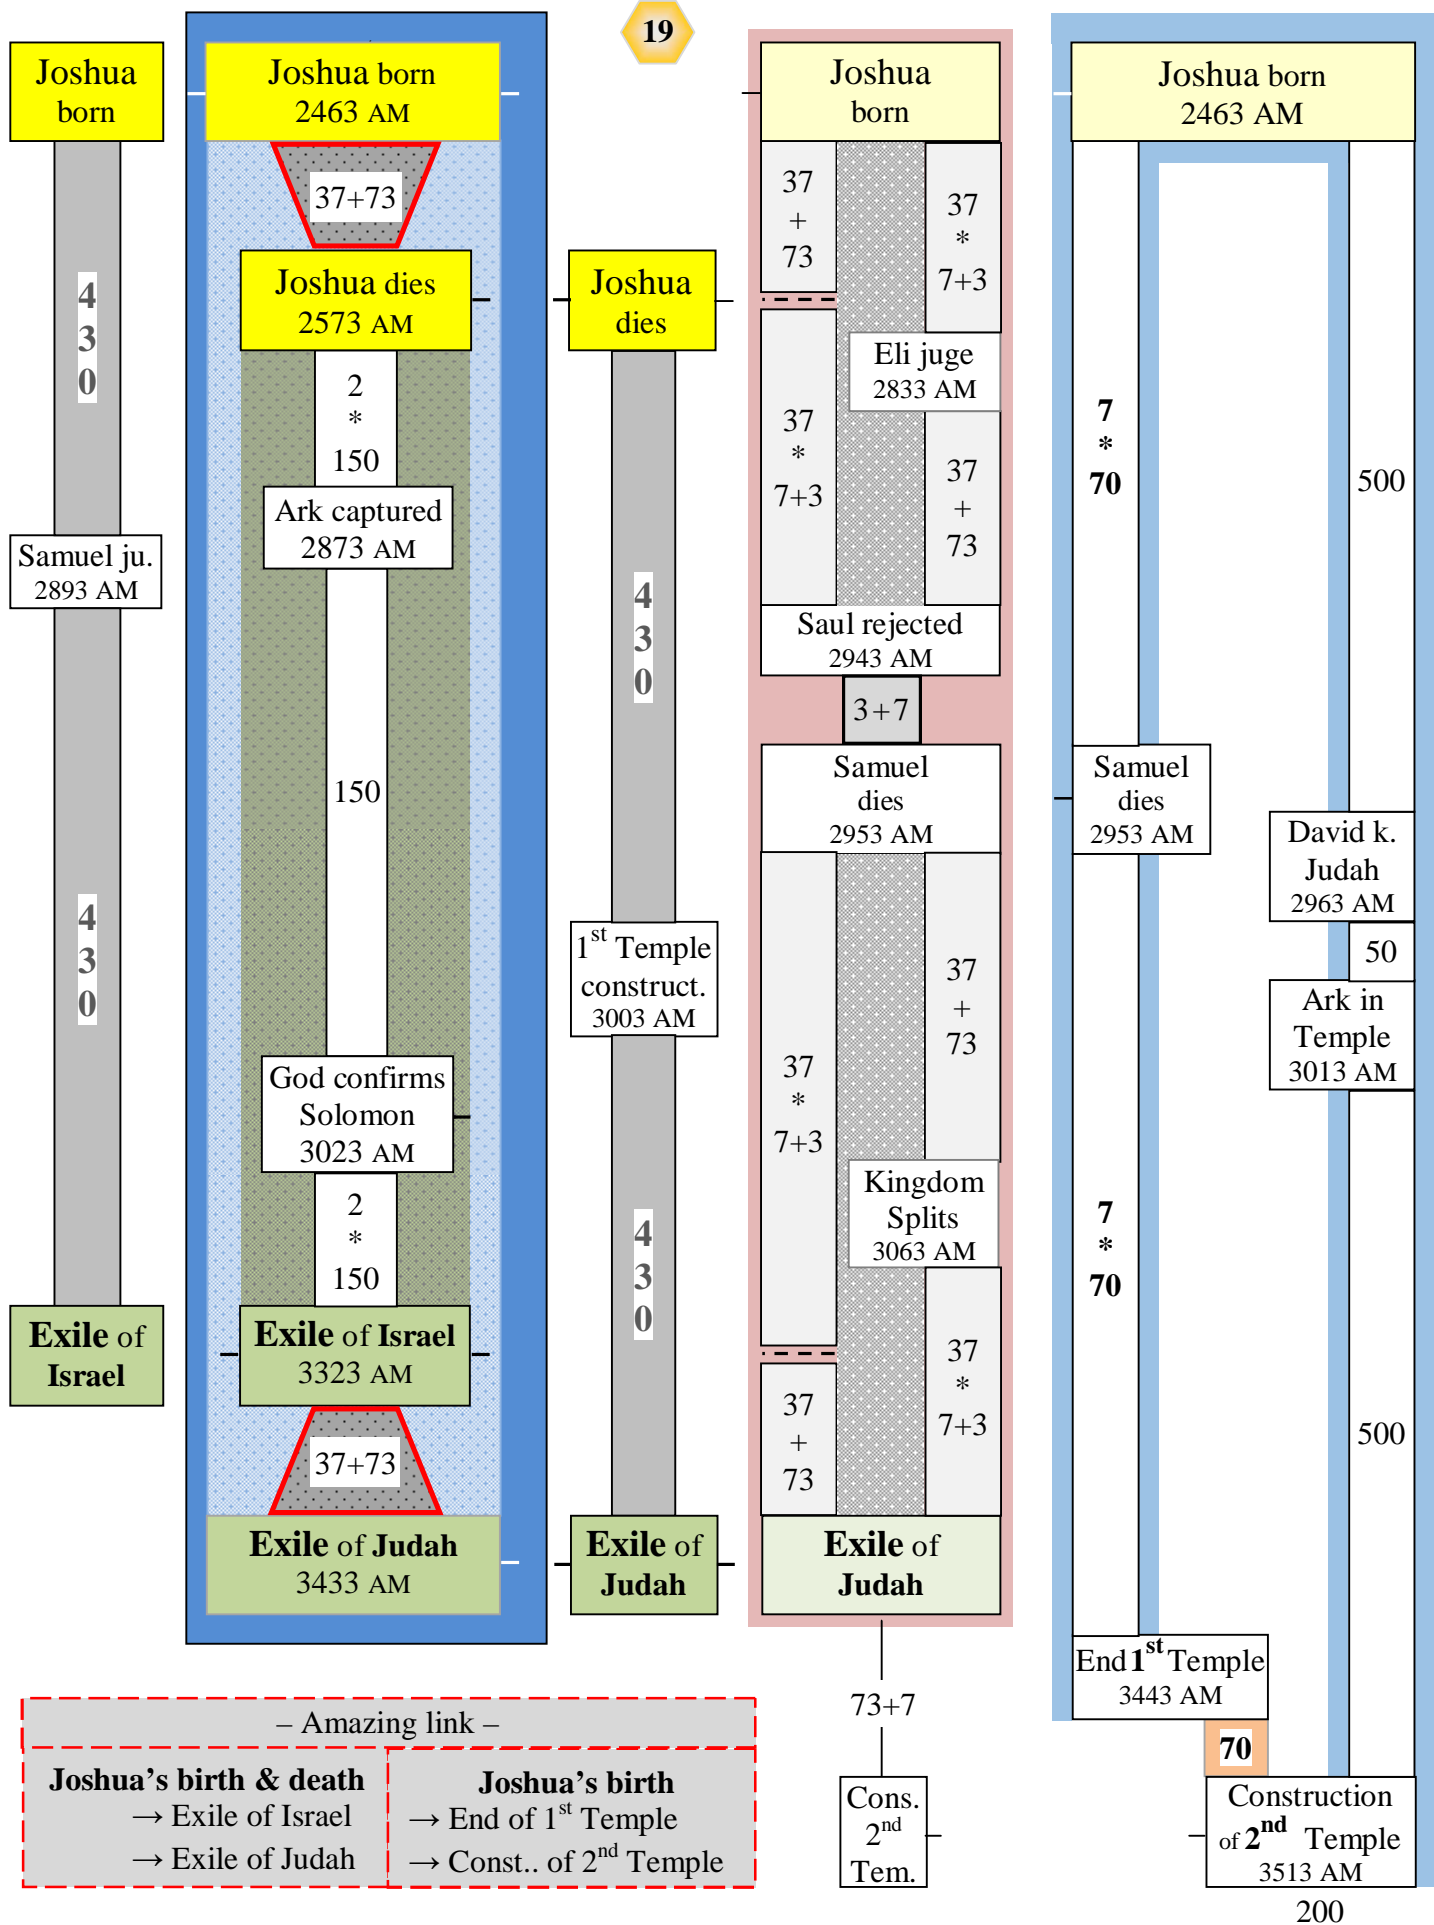 19
Joshua
born
4
3
0
Samuel ju.
2893 AM
4
3
0
Exile of
Israel
Joshua born
2463 AM
37+73
Joshua dies
2573 AM
2
*
150
Ark captured
2873 AM
150
God confirms
Solomon
3023 AM
2
*
150
Exile of Israel
3323 AM
37+73
Exile of Judah
3433 AM
Joshua
dies
4
3
0
1st Temple
construct.
3003 AM
4
3
0
Exile of
Judah
Joshua
born
37
+
73
37
*
7+3
37
*
7+3
Eli juge
2833 AM
37
+
73
Saul rejected
2943 AM
3+7
Samuel
dies
2953 AM
37
*
7+3
37
+
73
Kingdom
Splits
3063 AM
37
+
73
37
*
7+3
Exile of
Judah
73+7
Cons.
2nd
Tem.
Joshua born
2463 AM
7
*
70
500
Samuel
dies
2953 AM
David k.
Judah
2963 AM
50
Ark in
Temple
3013 AM
7
*
70
500
End 1st Temple
3443 AM
70
Construction
of 2nd Temple
3513 AM
200
– Amazing link –
Joshua’s birth & death
→ Exile of Israel
→ Exile of Judah
Joshua’s birth
→ End of 1st Temple
→ Const.. of 2nd Temple